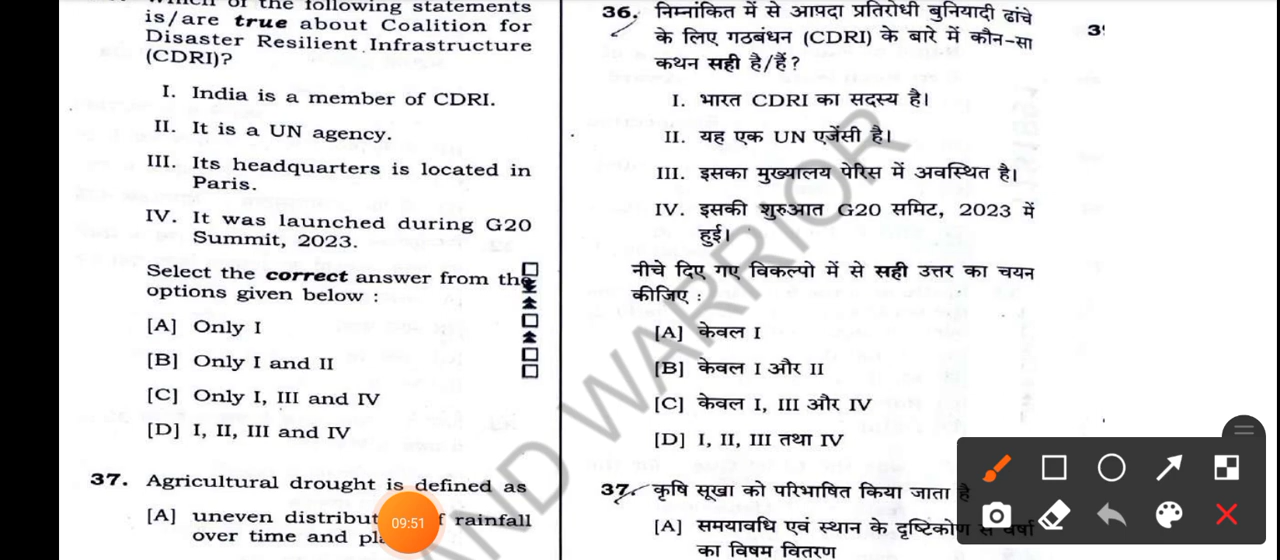 of the following statements
is/are true about Coalition for
Disaster Resilient Infrastructure
(CDRI)?
I. India is a member of CDRI.
II. It is a UN agency.
III. Its headquarters is located in
Paris.
IV. It was launched during G20
Summit, 2023.
Select the correct answer from the
options given below :
[A] Only I
[B] Only I and II
[C] Only I, III and IV
[D] I, II, III and IV
37. Agricultural drought is defined as
[A] uneven rainfall
over time and
36. निम्नांकित में से आपदा प्रतिरोधी बुनियादी ढांचे
के लिए गठबंधन (CDRI) के बारे में कौन-सा
कथन सही है/हैं?
I. भारत CDRI का सदस्य है।
II. यह एक UN एजेंसी है।
III. इसका मुख्यालय पेरिस में अवस्थित है।
IV. इसकी शुरुआत G20 समिट, 2023 में
हुई।
नीचे दिए गए विकल्पो में से सही उत्तर का चयन
कीजिए :
[A] केवल I
[B] केवल I और II
[C] केवल I, III और IV
[D] I, II, III तथा IV
37. कृषि सूखा को परिभाषित किया जाता है
[A] समयावधि एवं स्थान के दृष्टिकोण से वर्षा
का विषम वितरण
AND WARRIOR
09:51